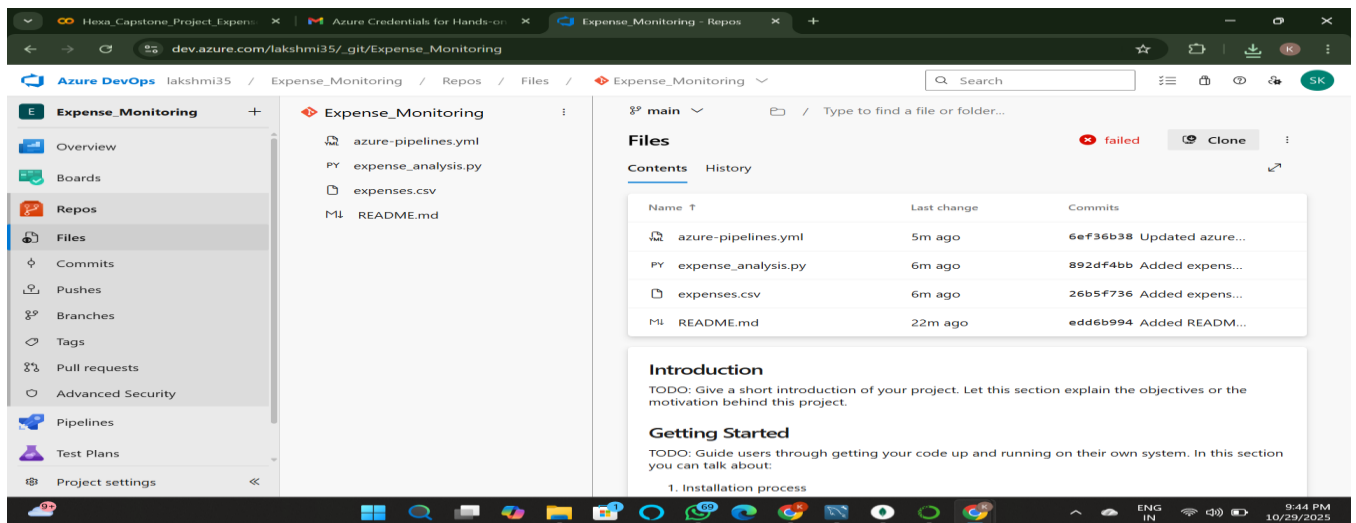 Hexa_Capstone_Project_Expens
Azure Credentials for Hands-on
Expense_Monitoring - Repos
dev.azure.com/lakshmi35/_git/Expense_Monitoring
K
Azure DevOps lakshmi35 / Expense_Monitoring / Repos / Files / Expense_Monitoring
Search
SK
E Expense_Monitoring
Overview
Boards
Repos
Files
Commits
Pushes
Branches
Tags
Pull requests
Advanced Security
Pipelines
Test Plans
Project settings
Expense_Monitoring
YML azure-pipelines.yml
PY expense_analysis.py
expenses.csv
M↓ README.md
main
/ Type to find a file or folder...
Files
failed
Clone
Contents History
Name ↑ Last change Commits
YML azure-pipelines.yml 5m ago 6ef36b38 Updated azure...
PY expense_analysis.py 6m ago 892df4bb Added expens...
expenses.csv 6m ago 26b5f736 Added expens...
M↓ README.md 22m ago edd6b994 Added READM...
Introduction
TODO: Give a short introduction of your project. Let this section explain the objectives or the
motivation behind this project.
Getting Started
TODO: Guide users through getting your code up and running on their own system. In this section
you can talk about:
1. Installation process
9+
1
69
K
ENG
IN
9:44 PM
10/29/2025